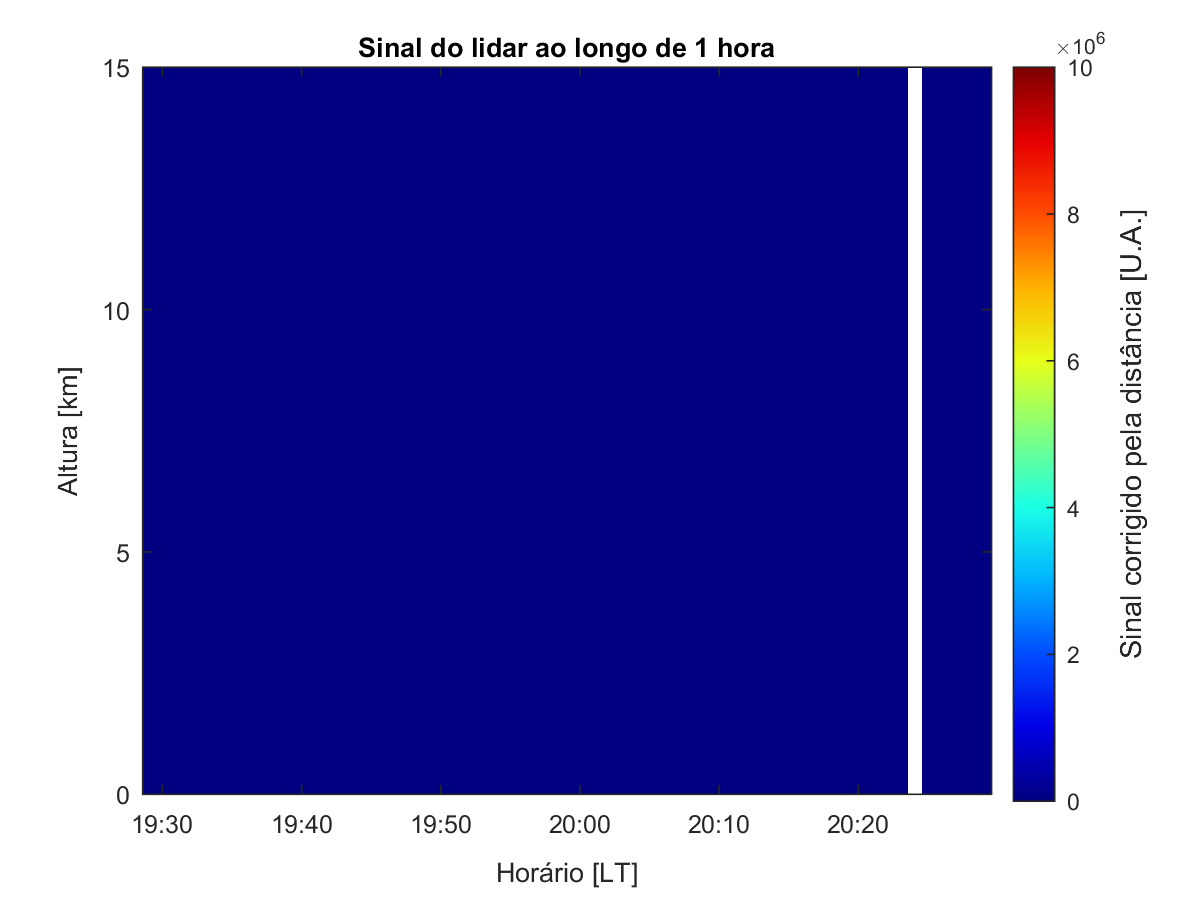 Sinal do lidar ao longo de 1 hora
×10⁶
15
10
5
0
Altura [km]
19:30 19:40 19:50 20:00 20:10 20:20
Horário [LT]
10
8
6
4
2
0
Sinal corrigido pela distância [U.A.]